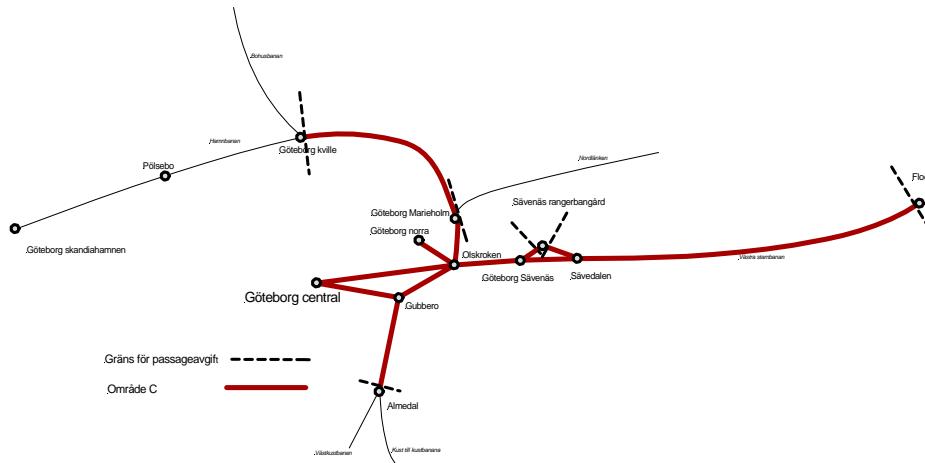 Bohusbanan
Hamnbanan
Göteborg kville
Pölsebo
Nordlänken
Sävenäs rangerbangård
Göteborg Marieholm
Göteborg norra
Göteborg skandiahamnen
Olskroken
Västra stambanan
Göteborg Sävenäs
Sävedalen
Göteborg central
Gubbero
Gräns för passageavgift
Område C
Almedal
Västkustbanan
Kust till kustbanana